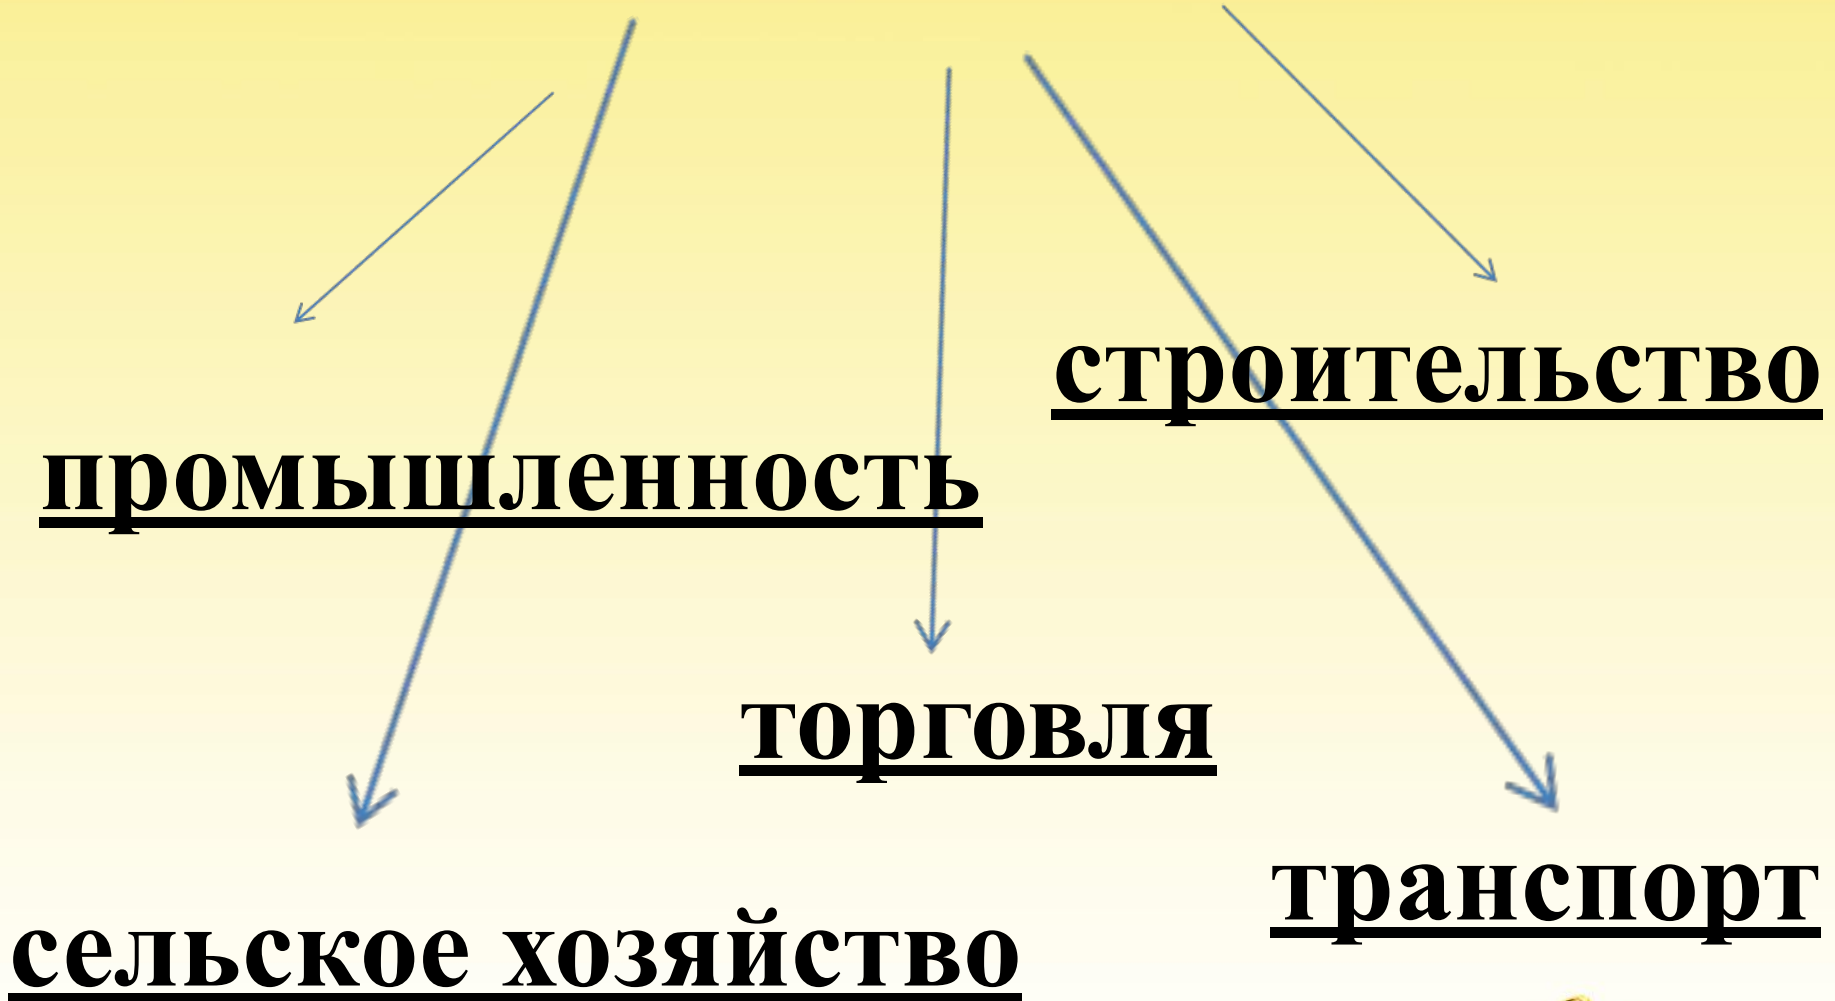 строительство
промышленность
торговля
транспорт
сельское хозяйство